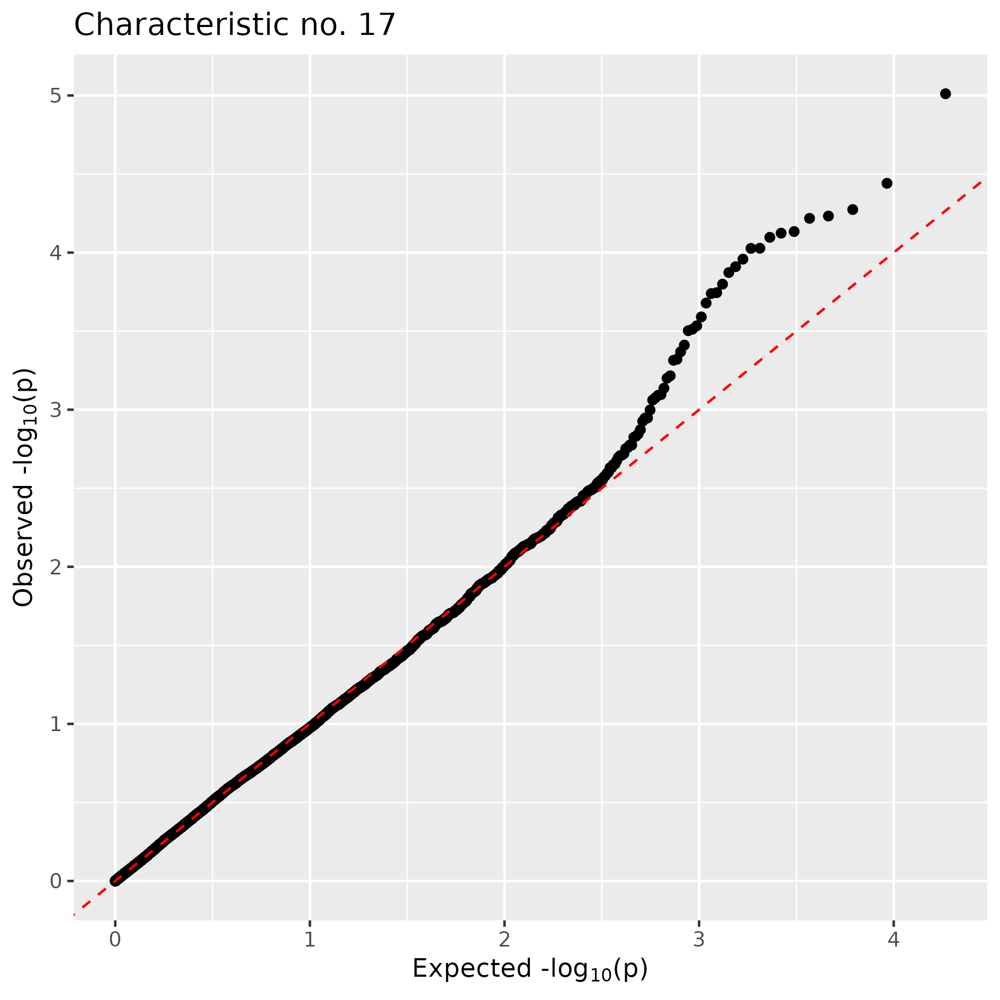 Characteristic no. 17
Observed -log₁₀(p)
5
4
3
2
1
0
0 1 2 3 4
Expected -log₁₀(p)